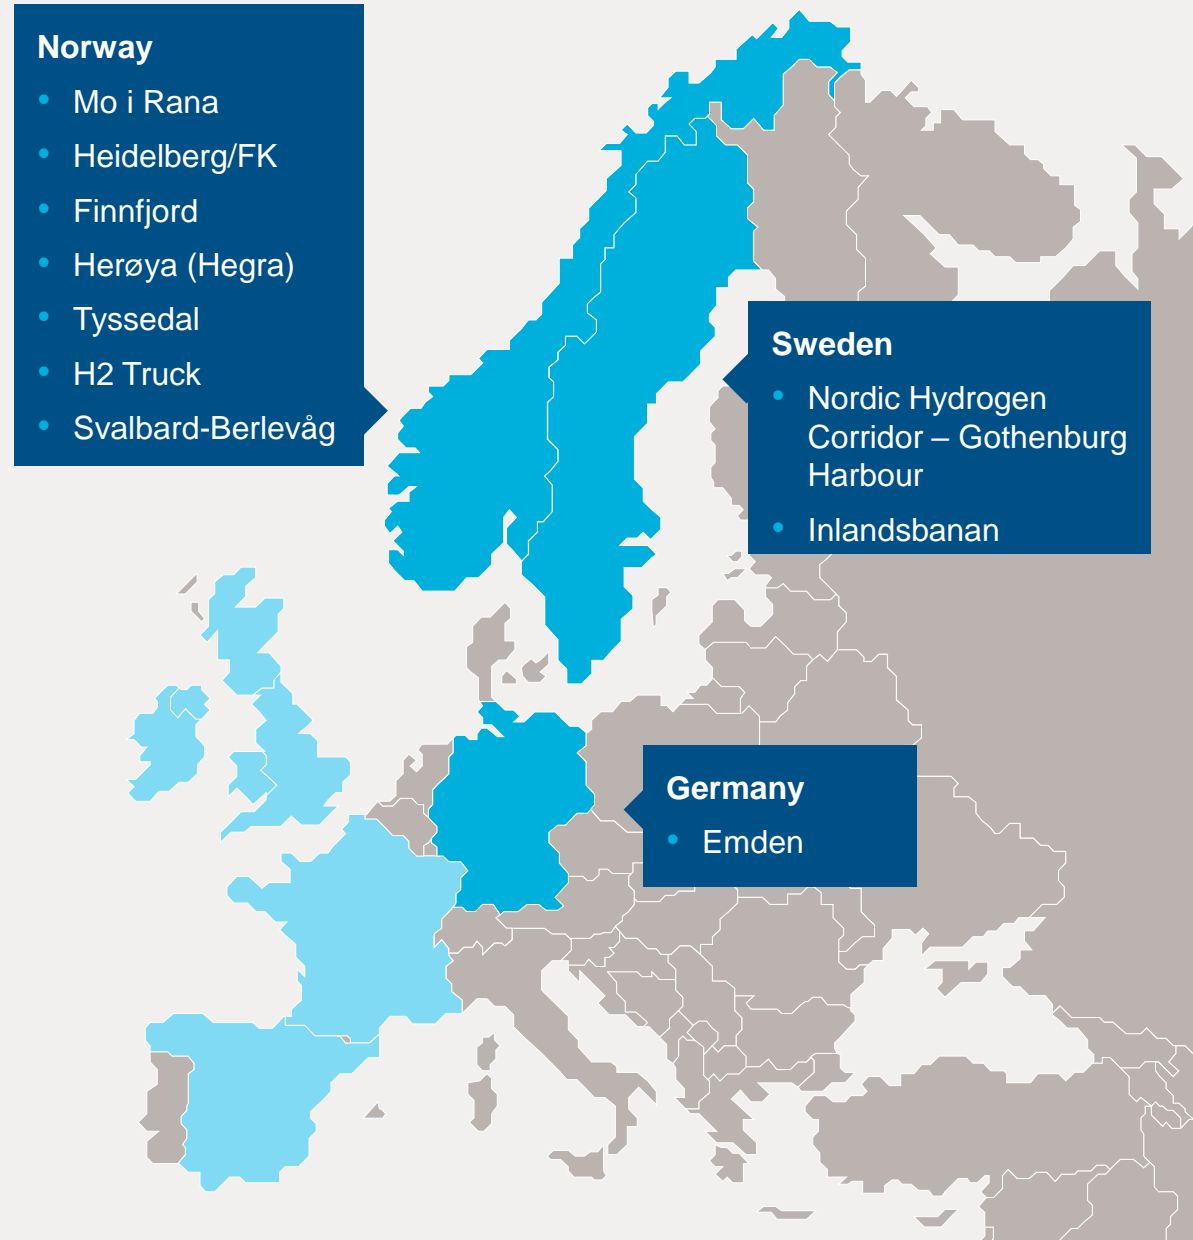 Norway
• Mo i Rana
• Heidelberg/FK
• Finnfjord
• Herøya (Hegra)
• Tyssedal
• H2 Truck
• Svalbard-Berlevåg
Sweden
• Nordic Hydrogen
Corridor – Gothenburg
Harbour
• Inlandsbanan
Germany
• Emden